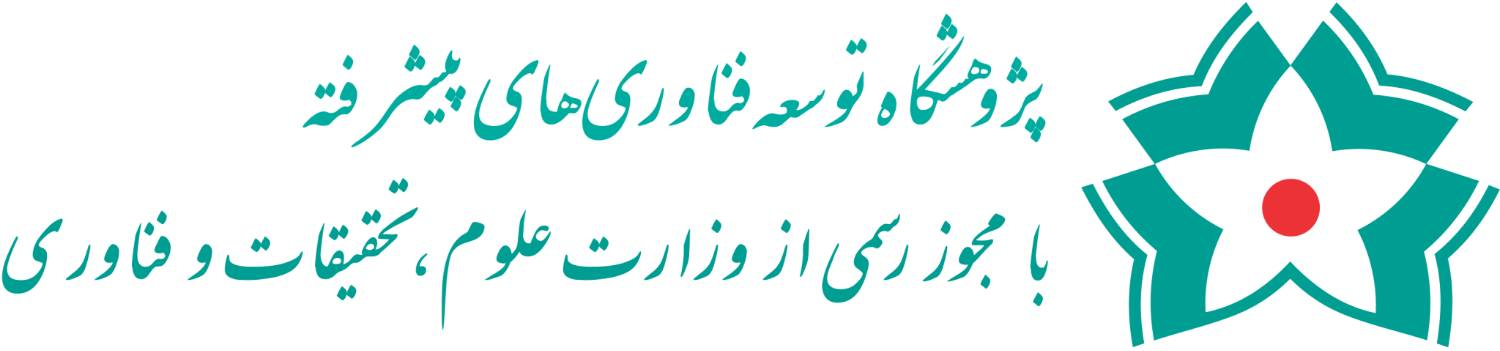 پژوهشگاه توسعه فناوری‌های پیشرفته
با مجوز رسمی از وزارت علوم، تحقیقات و فناوری